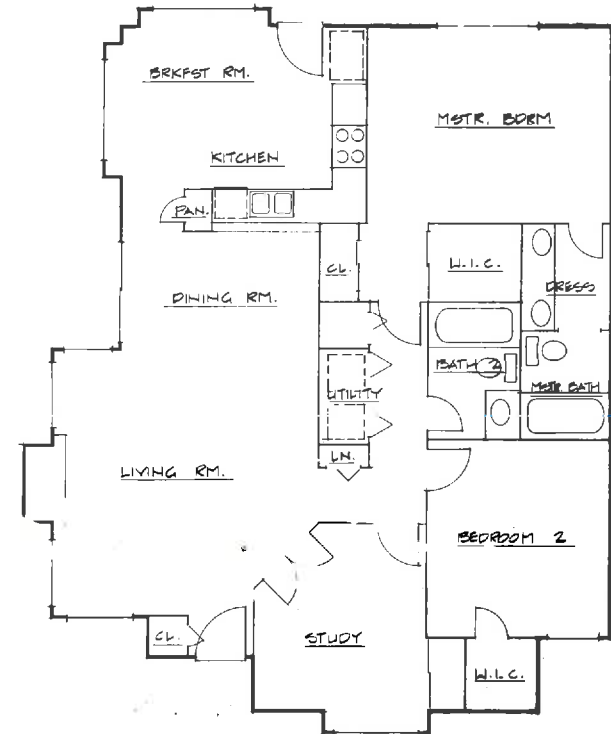 BRKFST RM.
MSTR. BDRM
KITCHEN
PAN.
CL.
W.I.C.
DRESS
DINING RM.
BATH 2
MSTR. BATH
UTILITY
LN.
LIVING RM.
BEDROOM 2
CL.
STUDY
W.I.C.